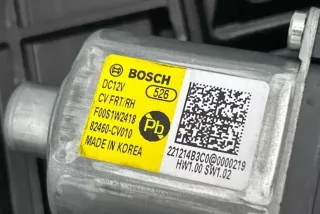 BOSCH
526
DC12V
CV FRT/RH
F00S1W2418
82460-CV010
MADE IN KOREA
Pb
221214B3C0@0000219
HW1.00 SW1.02